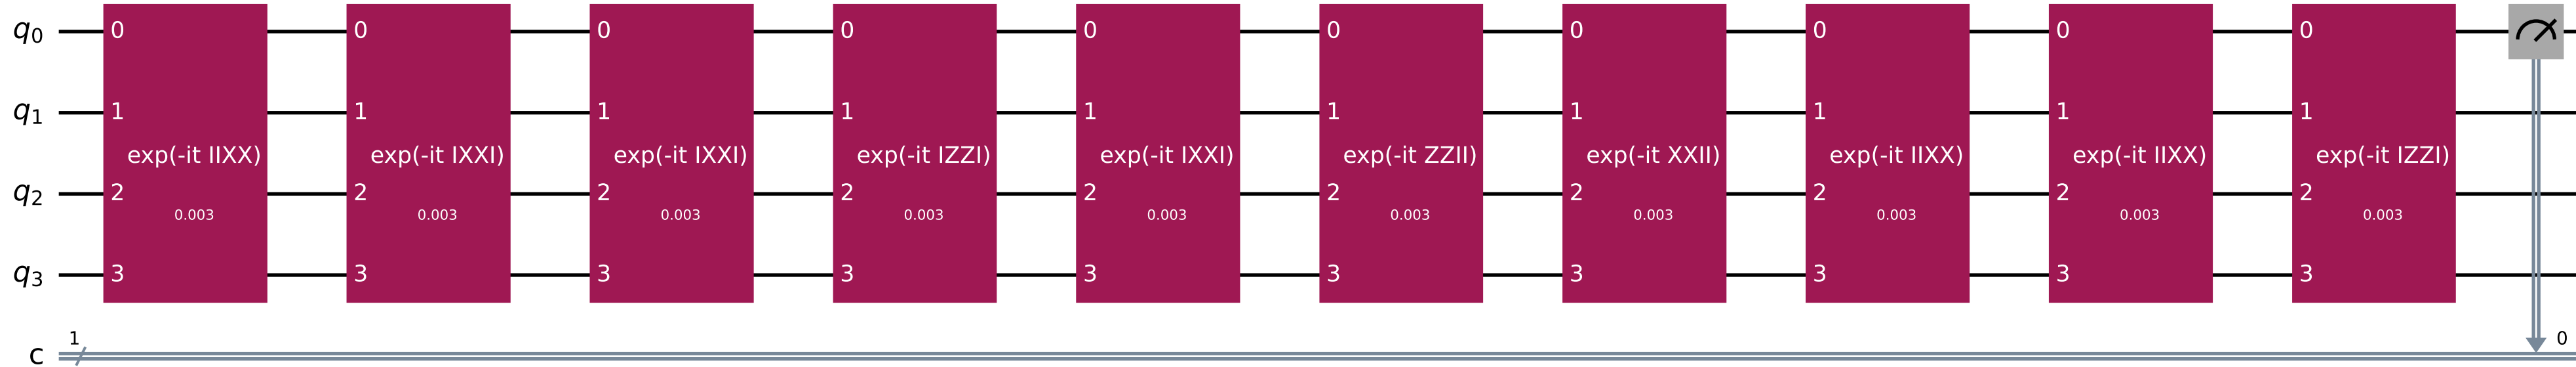 q0 0 0 0 0 0 0 0 0 0 0
q1 1 1 1 1 1 1 1 1 1 1
exp(-it IIXX) exp(-it IXXI) exp(-it IXXI) exp(-it IZZI) exp(-it IXXI) exp(-it ZZII) exp(-it XXII) exp(-it IIXX) exp(-it IIXX) exp(-it IZZI)
q2 2 2 2 2 2 2 2 2 2 2
0.003 0.003 0.003 0.003 0.003 0.003 0.003 0.003 0.003 0.003
q3 3 3 3 3 3 3 3 3 3 3
1 0
c